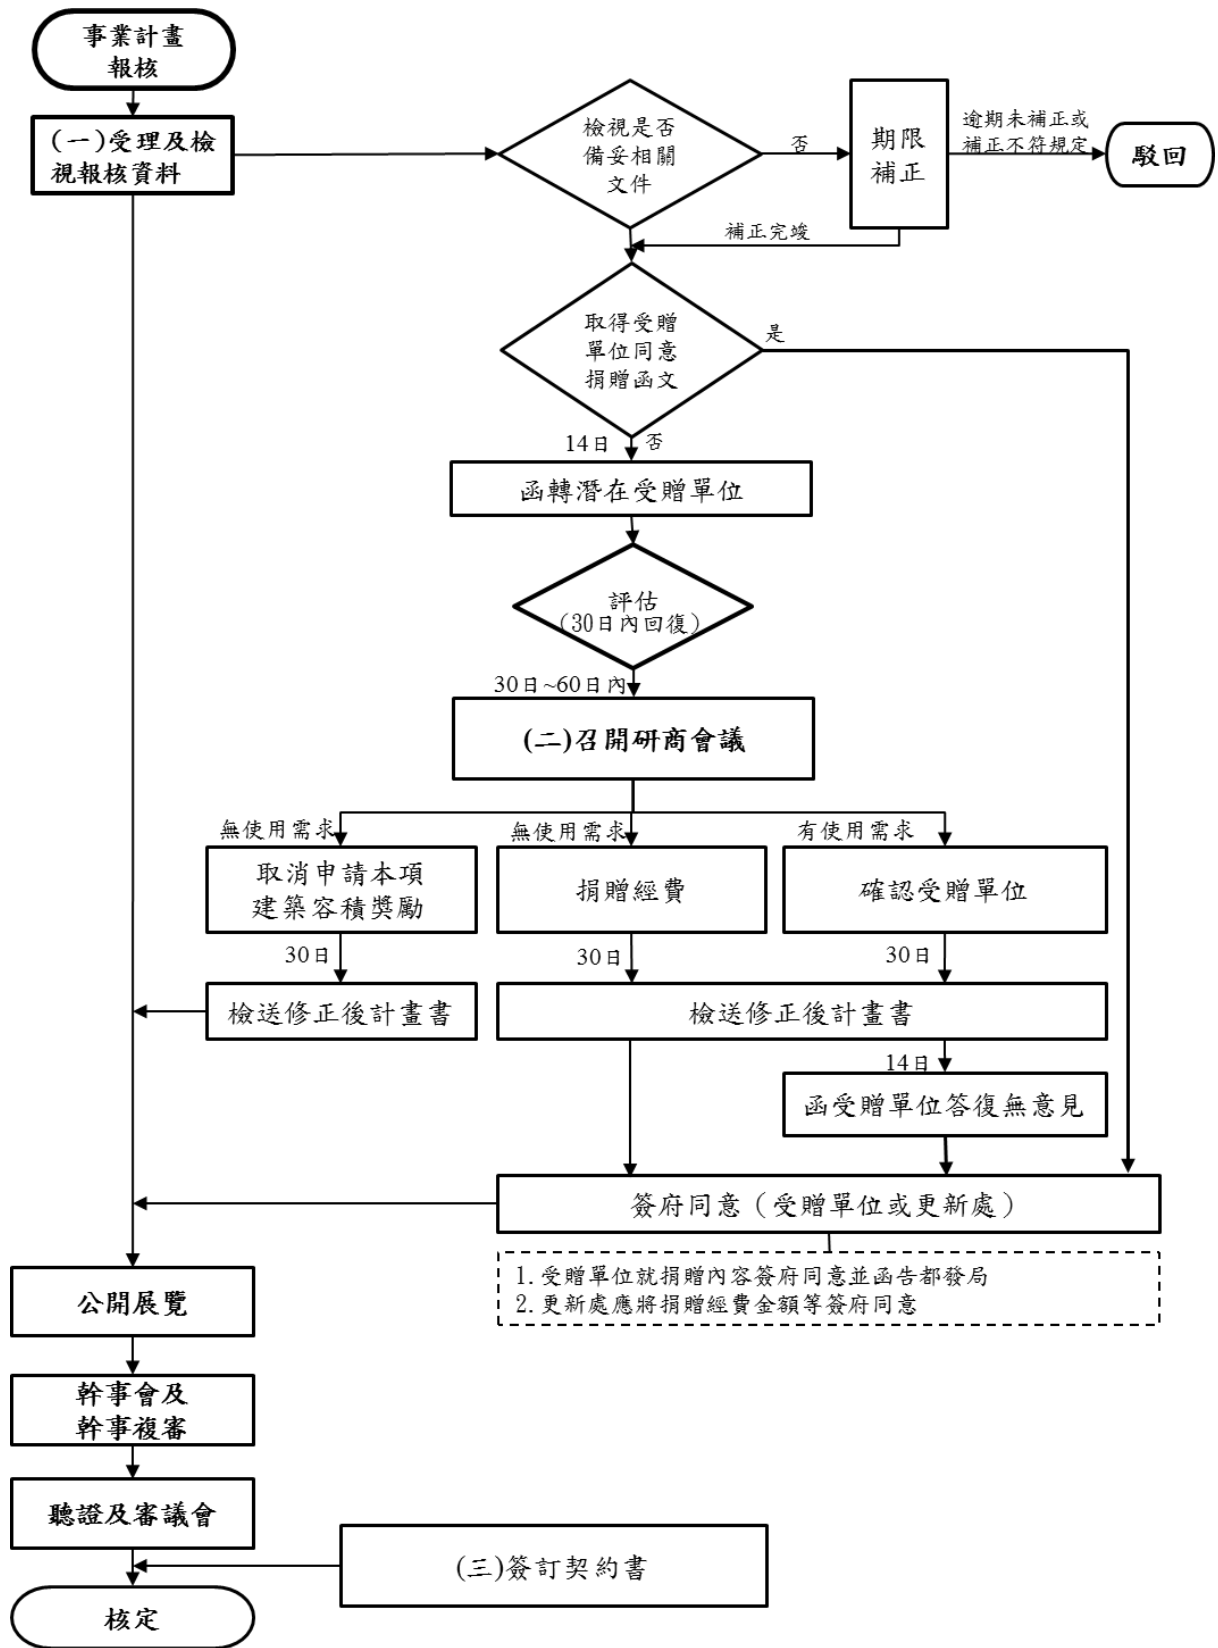 事業計畫
報核
(一)受理及檢
視報核資料
檢視是否
備妥相關
文件
否
期限
補正
逾期未補正或
補正不符規定
駁回
補正完竣
取得受贈
單位同意
捐贈函文
是
14日
否
函轉潛在受贈單位
評估
(30日內回復)
30日~60日內
(二)召開研商會議
無使用需求
無使用需求
有使用需求
取消申請本項
建築容積獎勵
捐贈經費
確認受贈單位
30日
30日
30日
檢送修正後計畫書
檢送修正後計畫書
14日
函受贈單位答復無意見
簽府同意（受贈單位或更新處）
1. 受贈單位就捐贈內容簽府同意並函告都發局
2. 更新處應將捐贈經費金額等簽府同意
公開展覽
幹事會及
幹事複審
聽證及審議會
(三)簽訂契約書
核定